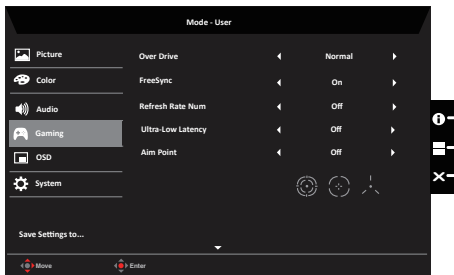 Mode - User
Picture
Over Drive Normal
Color
FreeSync On
Audio
Refresh Rate Num Off
Gaming
Ultra-Low Latency Off
OSD
Aim Point Off
System
Save Settings to...
Move Enter